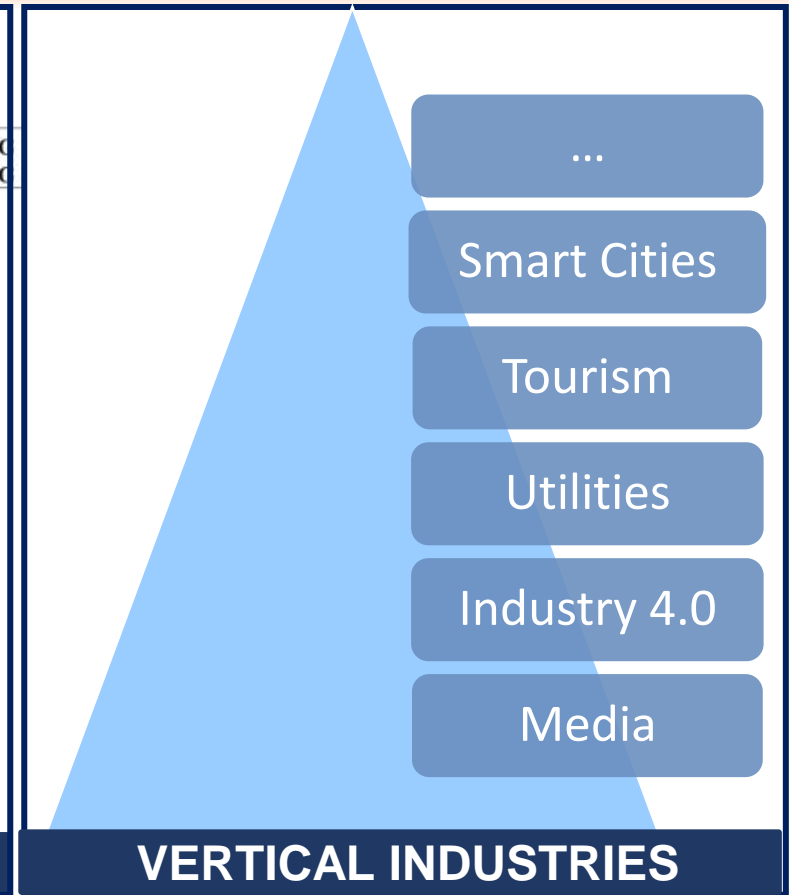 ...
Smart Cities
Tourism
Utilities
Industry 4.0
Media
VERTICAL INDUSTRIES